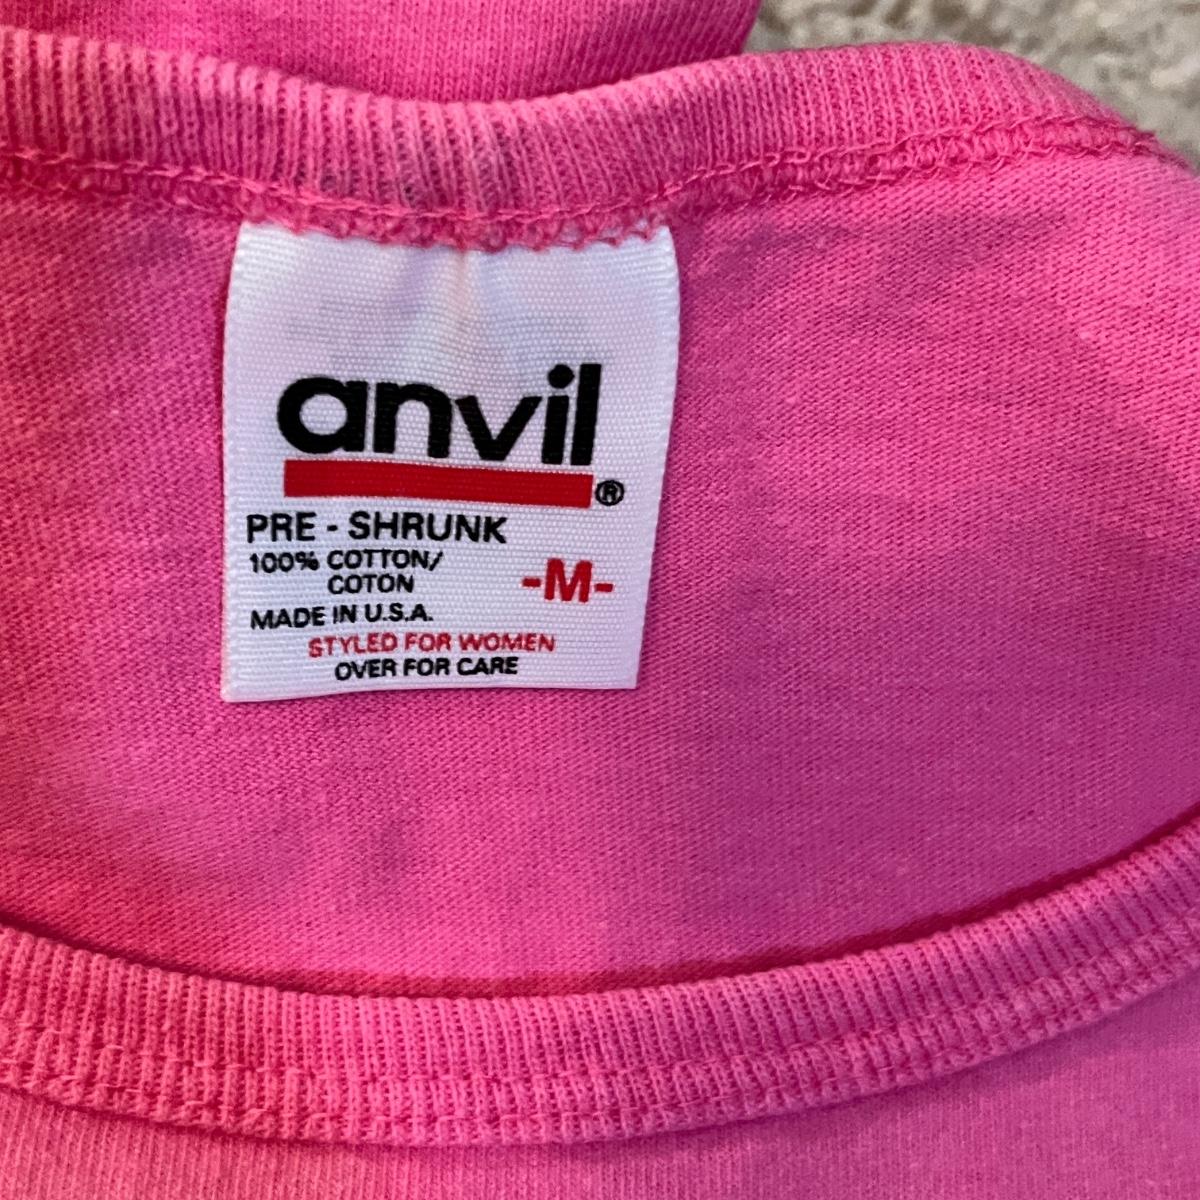 anvil®
PRE - SHRUNK
100% COTTON/
COTON
-M-
MADE IN U.S.A.
STYLED FOR WOMEN
OVER FOR CARE